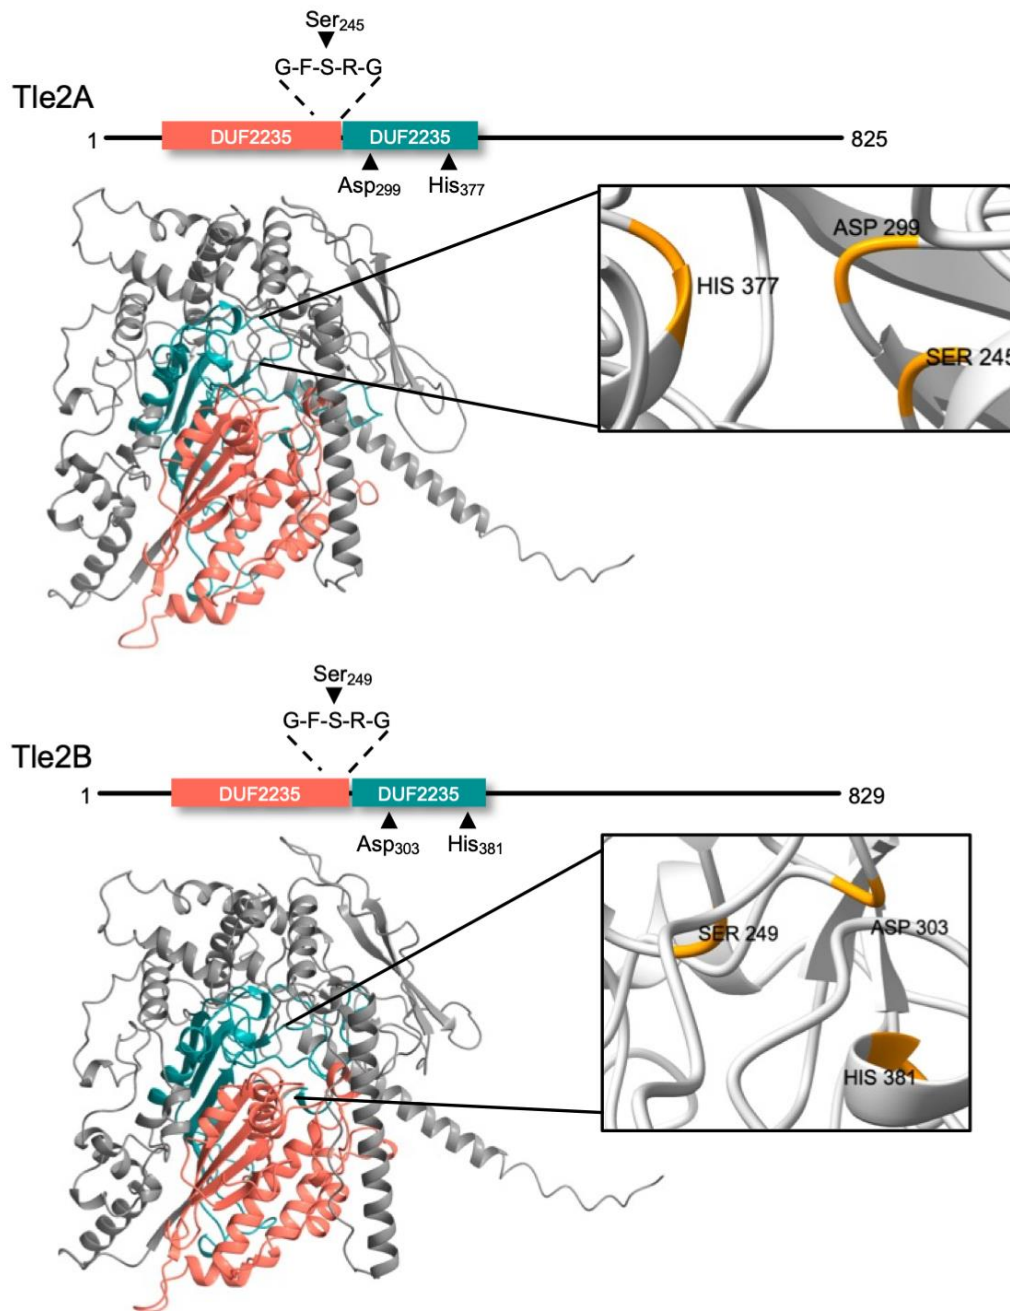 Ser245
G-F-S-R-G
Tle2A
1 DUF2235 DUF2235 825
Asp299 His377
ASP 299
HIS 377
SER 245
Ser249
G-F-S-R-G
Tle2B
1 DUF2235 DUF2235 829
Asp303 His381
SER 249 ASP 303
HIS 381